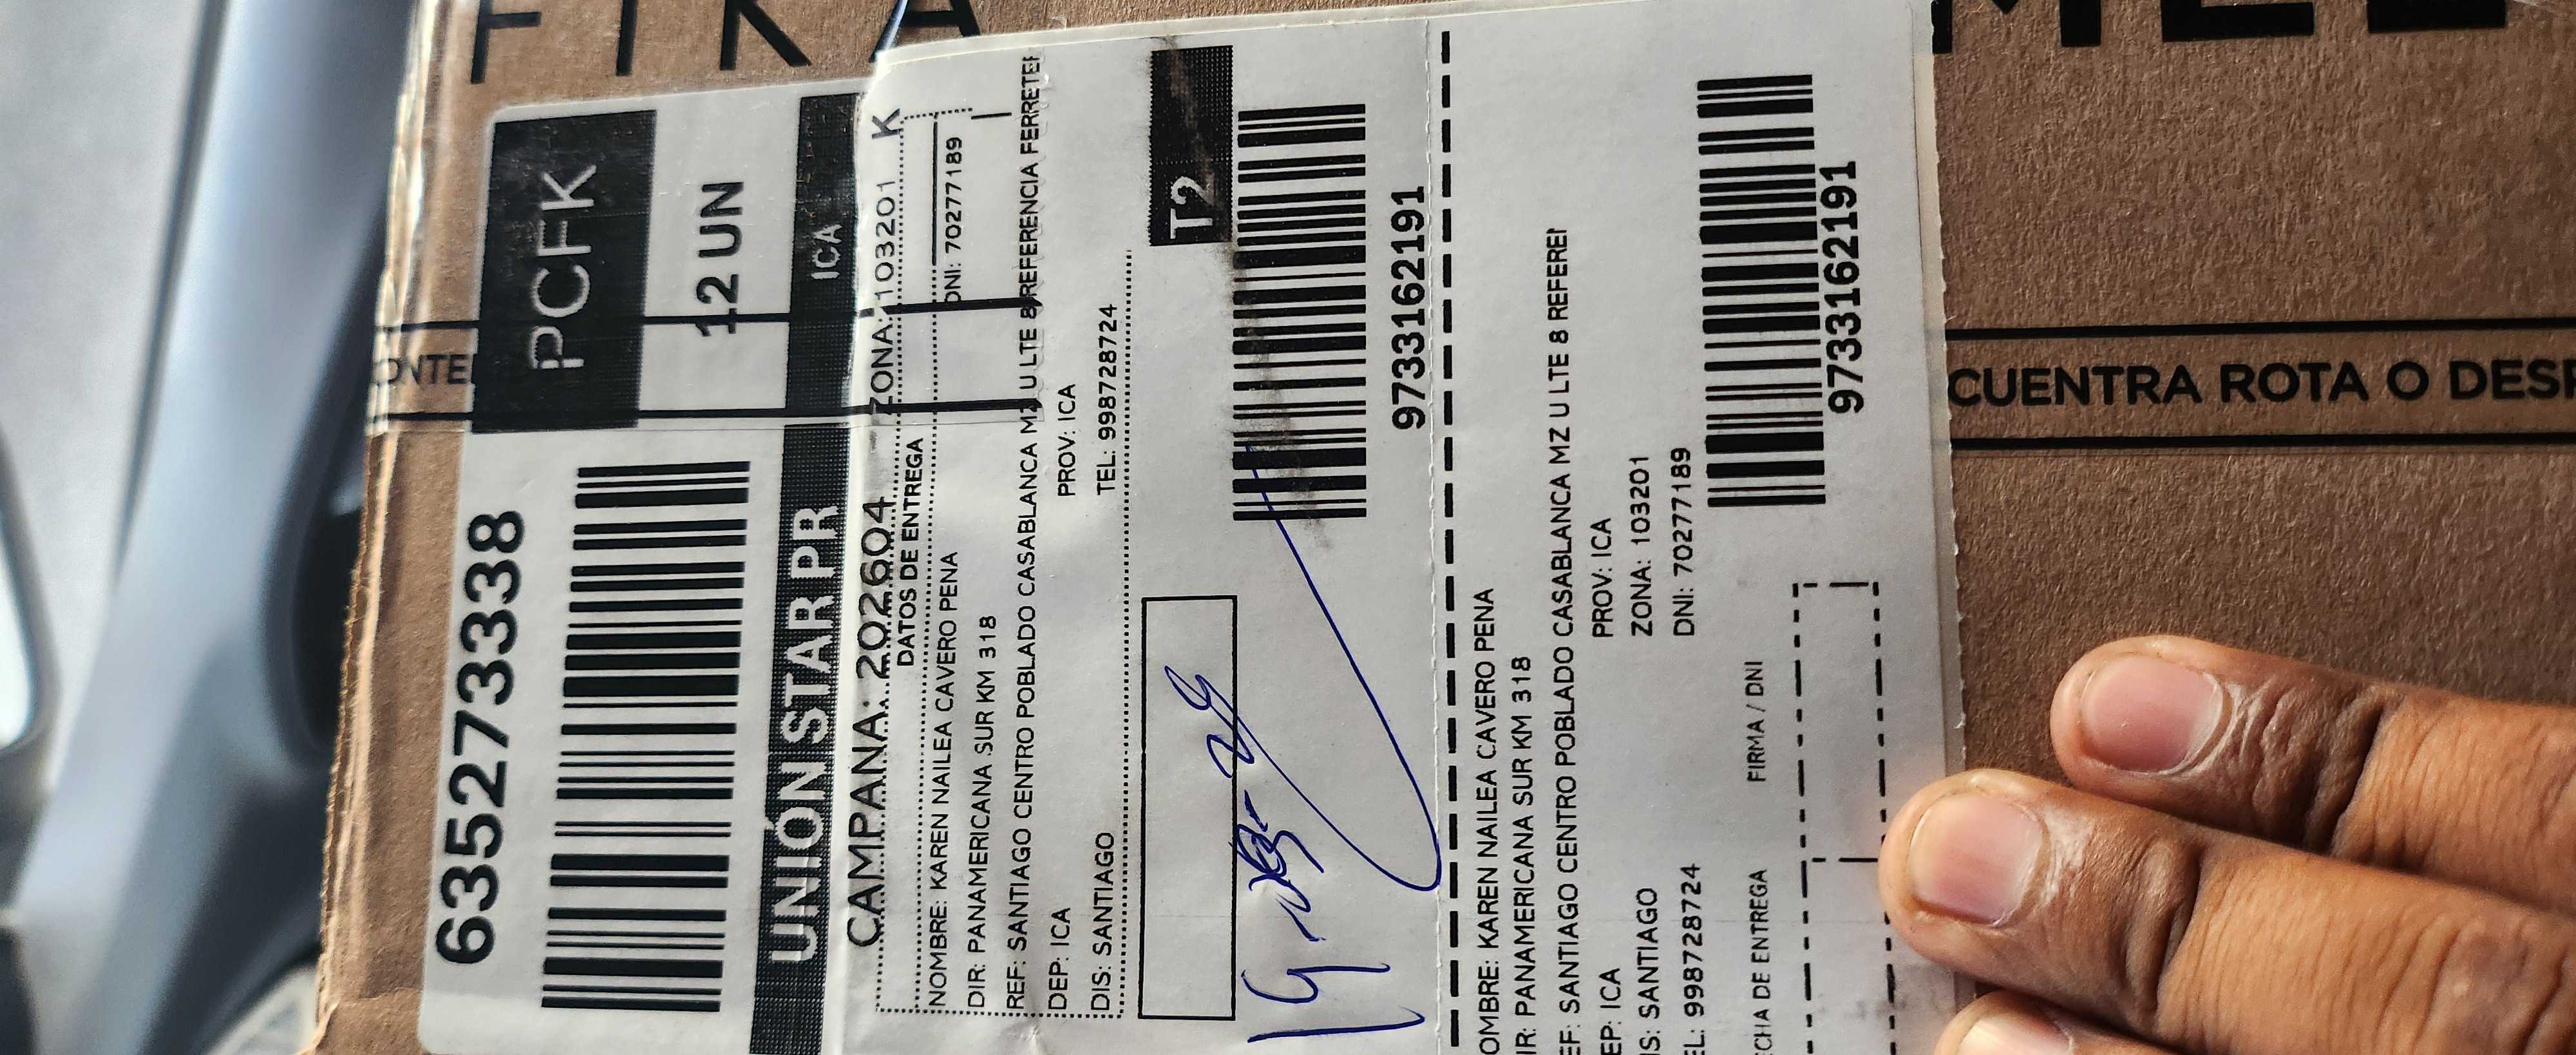 FIKA
CONTE
CUENTRA ROTA O DESP
6352733338
PCFK
12 UN
UNIÓN STAR PR
ICA
CAMPANA: 202604
ZONA: 103201 K
DATOS DE ENTREGA
NOMBRE: KAREN NAILEA CAVERO PENA
DNI: 70277189
DIR: PANAMERICANA SUR KM 318
REF: SANTIAGO CENTRO POBLADO CASABLANCA MZ U LTE 8 REFERENCIA FERRETE
DEP: ICA
PROV: ICA
DIS: SANTIAGO
TEL: 998728724
T2
9733162191
OMBRE: KAREN NAILEA CAVERO PENA
IR: PANAMERICANA SUR KM 318
EF: SANTIAGO CENTRO POBLADO CASABLANCA MZ U LTE 8 REFERE
EP: ICA
PROV: ICA
IS: SANTIAGO
ZONA: 103201
EL: 998728724
DNI: 70277189
CHA DE ENTREGA
FIRMA / DNI
9733162191